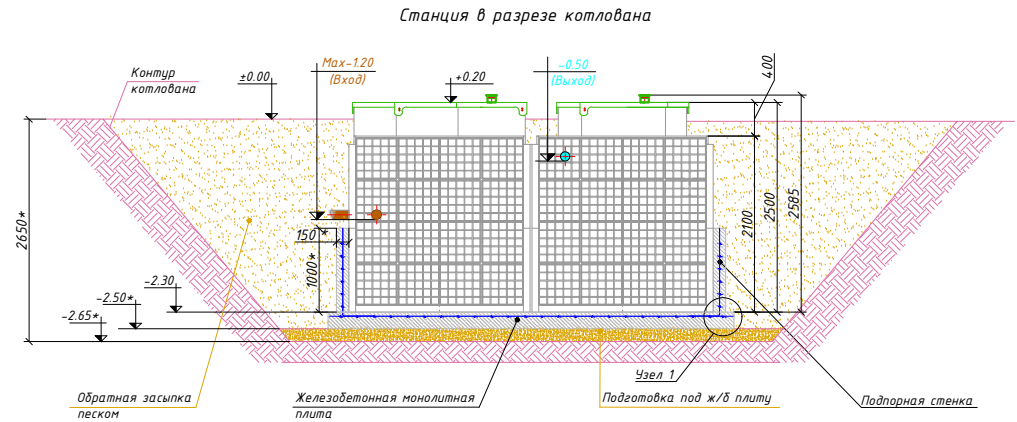 Станция в разрезе котлована
Контур
котлована
±0.00
Max-1.20
(Вход)
+0.20
-0.50
(Выход)
400
2650*
150*
1000*
2100
2500
2585
-2.30
-2.50*
-2.65*
Узел 1
Обратная засыпка
песком
Железобетонная монолитная
плита
Подготовка под ж/б плиту
Подпорная стенка